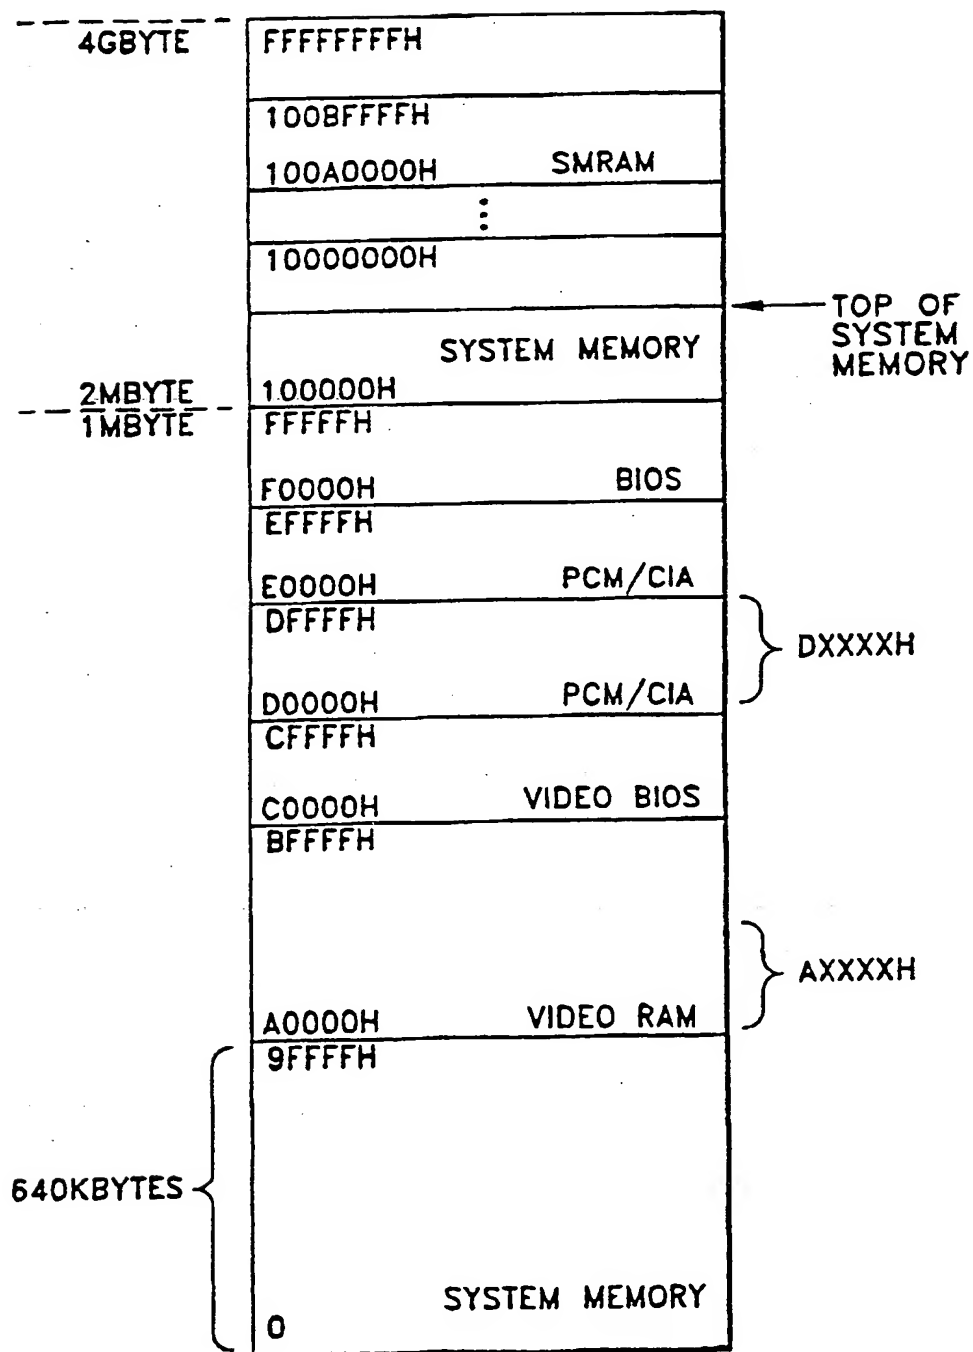 4GBYTE
FFFFFFFFH
100BFFFFH
100A0000H SMRAM
10000000H
TOP OF
SYSTEM
MEMORY
SYSTEM MEMORY
2MBYTE
100000H
1MBYTE
FFFFFH
F0000H BIOS
EFFFFH
E0000H PCM/CIA
DFFFFH
DXXXXH
D0000H PCM/CIA
CFFFFH
C0000H VIDEO BIOS
BFFFFH
AXXXXH
A0000H VIDEO RAM
9FFFFH
640KBYTES
SYSTEM MEMORY
0